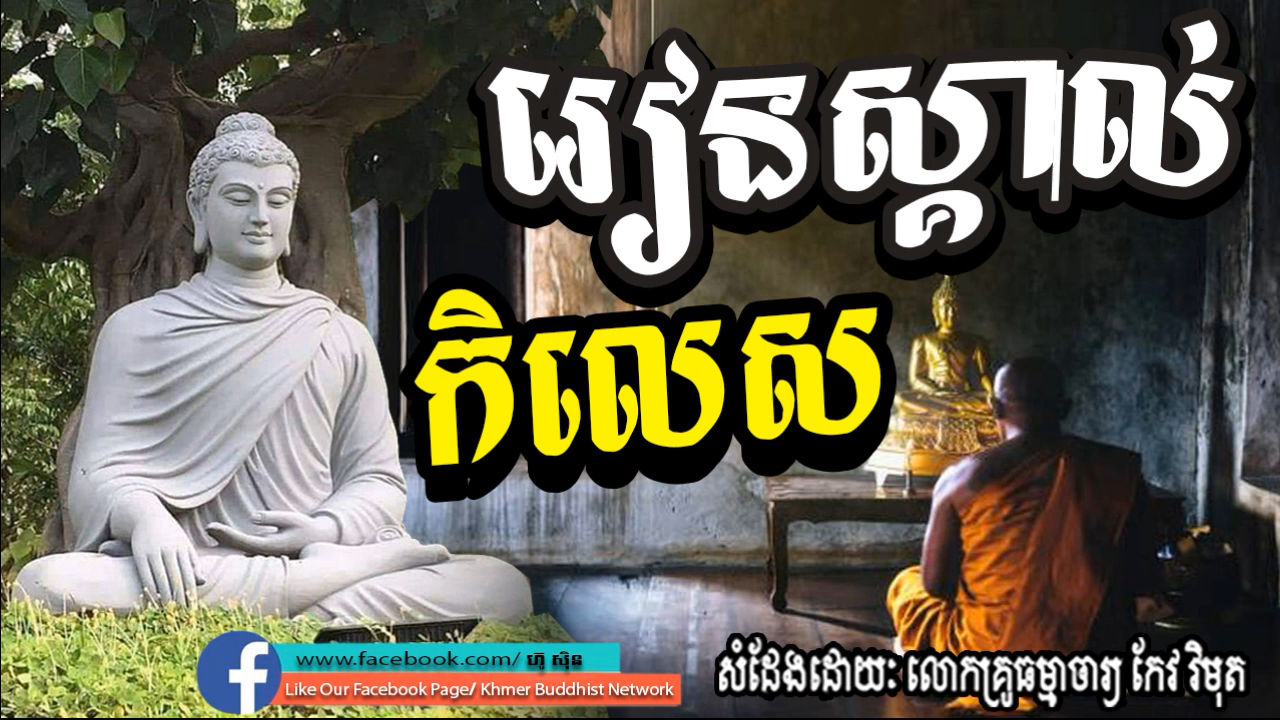 រៀនស្គាល់
កិលេស
www.facebook.com/ ហ៊ូ ស៊ិន
Like Our Facebook Page/ Khmer Buddhist Network
សំដែងដោយៈ លោកគ្រូធម្មាចារ្យ កែវ វិមុត